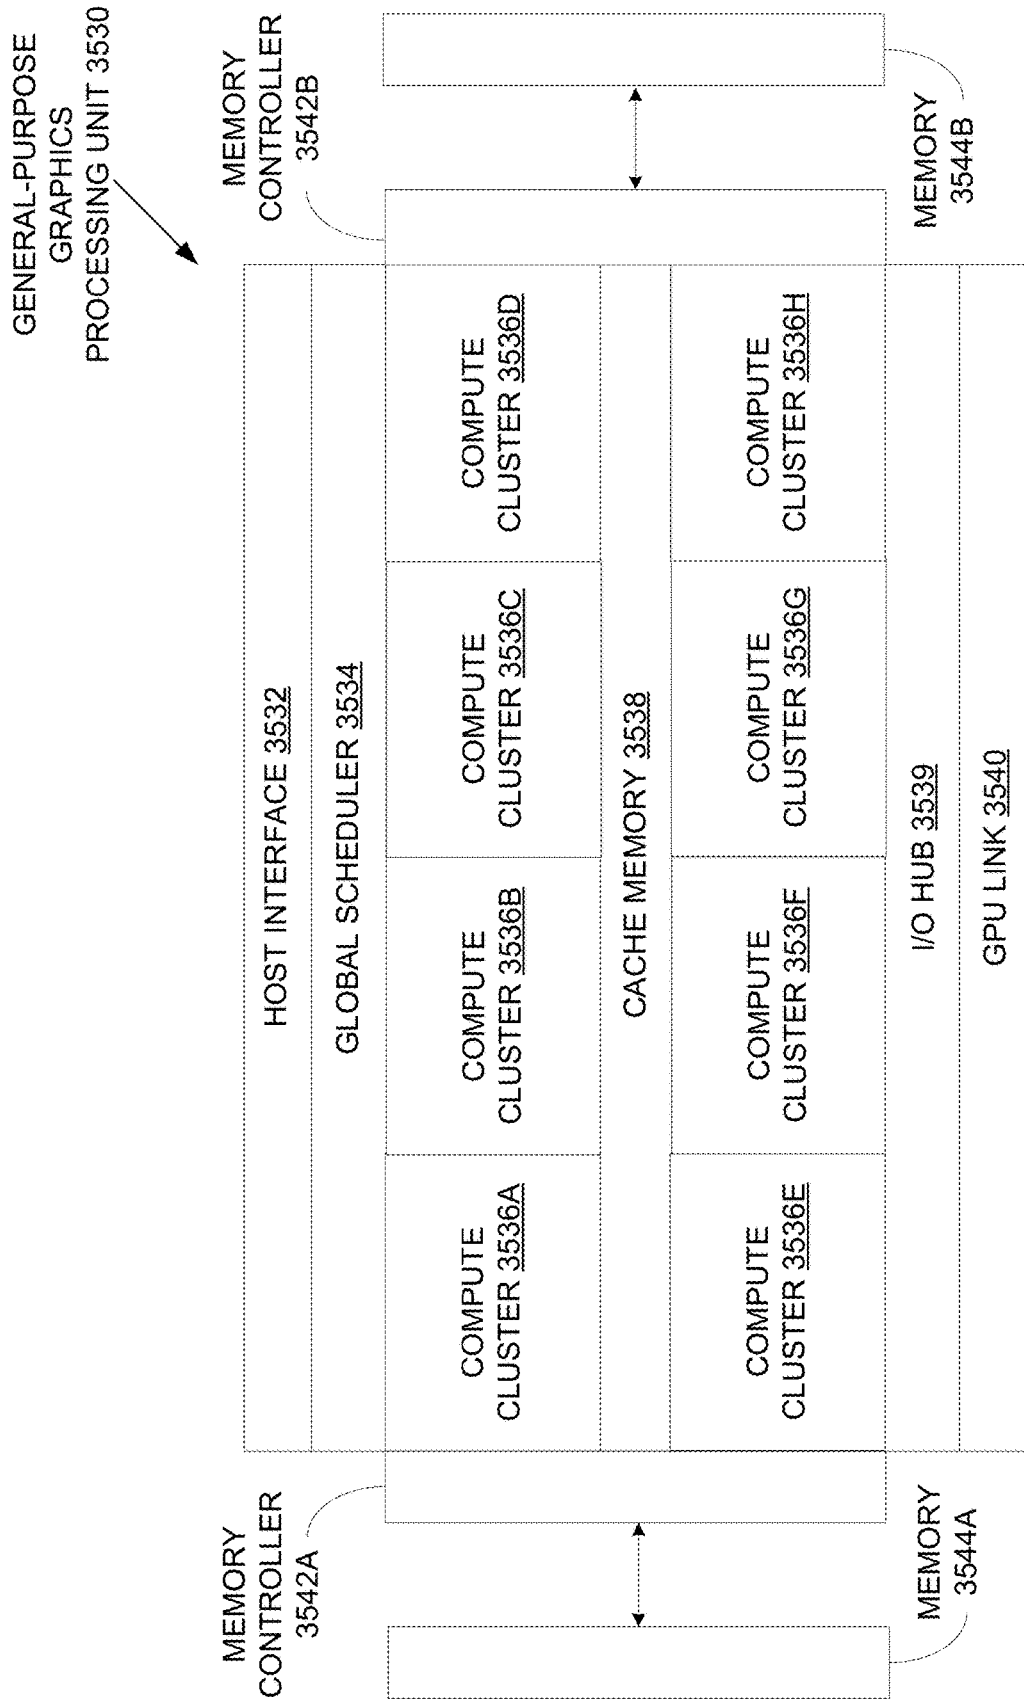 GENERAL-PURPOSE
GRAPHICS
PROCESSING UNIT 3530
MEMORY
CONTROLLER
3542A
MEMORY
CONTROLLER
3542B
HOST INTERFACE 3532
GLOBAL SCHEDULER 3534
COMPUTE
CLUSTER 3536A
COMPUTE
CLUSTER 3536B
COMPUTE
CLUSTER 3536C
COMPUTE
CLUSTER 3536D
CACHE MEMORY 3538
COMPUTE
CLUSTER 3536E
COMPUTE
CLUSTER 3536F
COMPUTE
CLUSTER 3536G
COMPUTE
CLUSTER 3536H
I/O HUB 3539
GPU LINK 3540
MEMORY
3544A
MEMORY
3544B